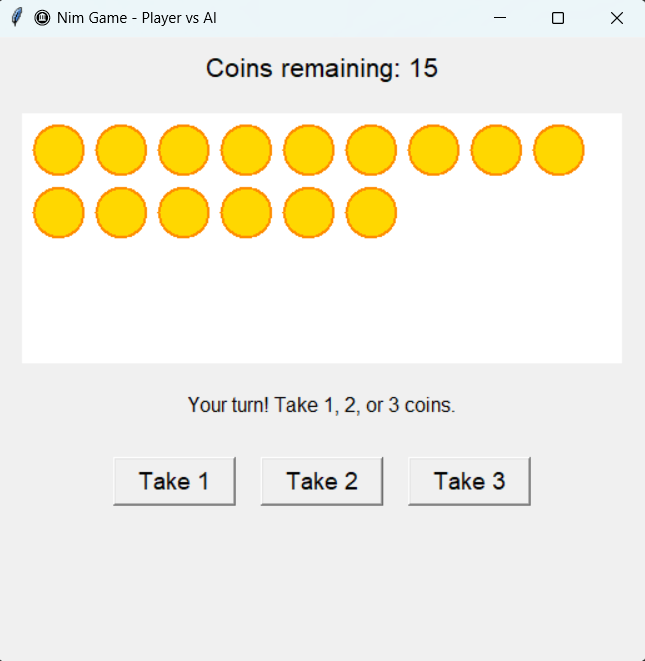 Nim Game - Player vs AI
Coins remaining: 15
Your turn! Take 1, 2, or 3 coins.
Take 1 Take 2 Take 3